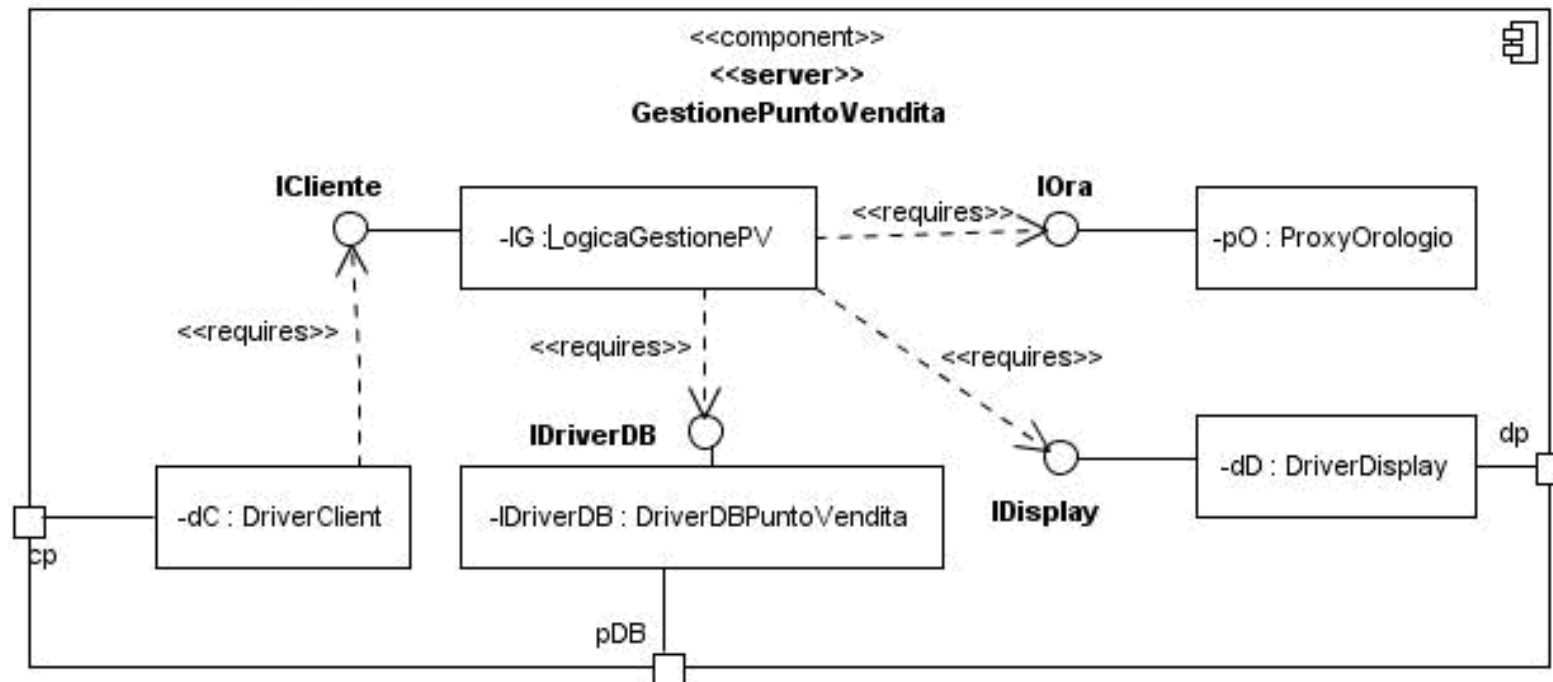 <<component>>
<<server>>
GestionePuntoVendita
ICliente
IOra
<<requires>>
-lG :LogicaGestionePV
-pO : ProxyOrologio
<<requires>>
<<requires>>
<<requires>>
IDriverDB
IDisplay
dp
-dC : DriverClient
-IDriverDB : DriverDBPuntoVendita
-dD : DriverDisplay
cp
pDB